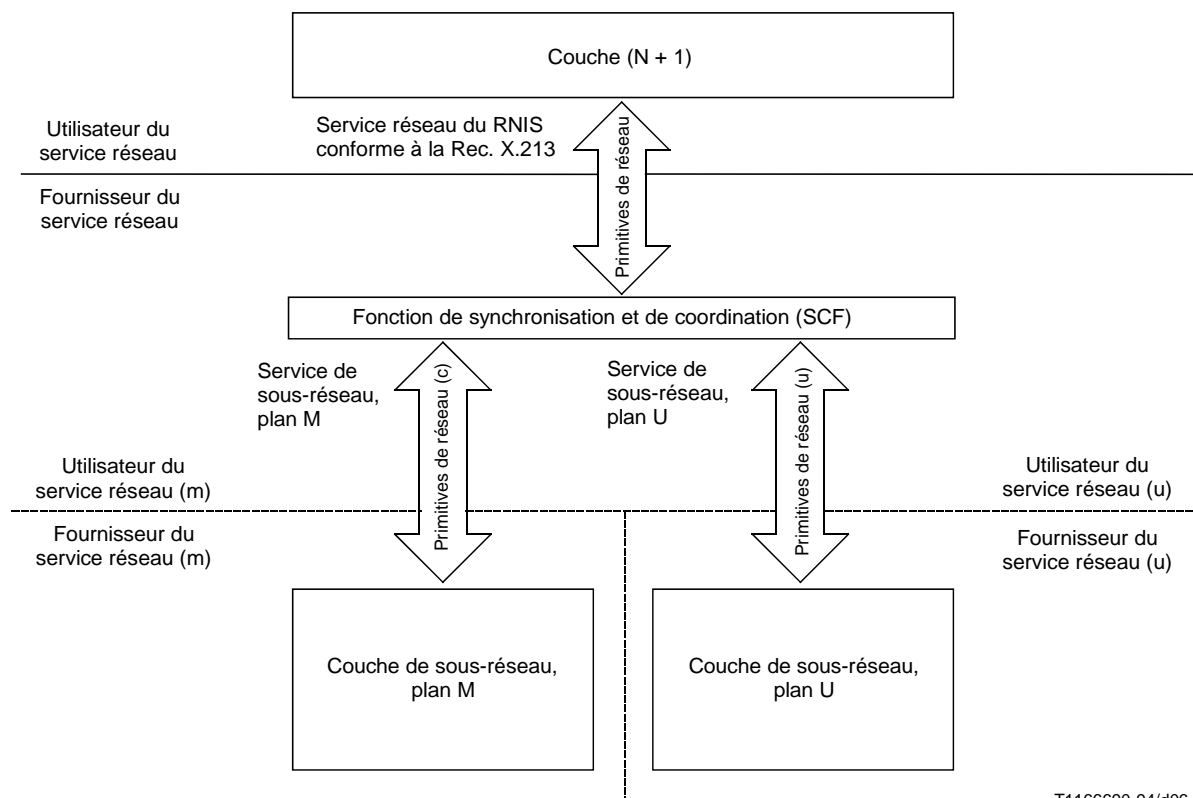 Couche (N + 1)
Utilisateur du
service réseau
Service réseau du RNIS
conforme à la Rec. X.213
Primitives de réseau
Fournisseur du
service réseau
Fonction de synchronisation et de coordination (SCF)
Service de
sous-réseau,
plan M
Primitives de réseau (c)
Service de
sous-réseau,
plan U
Primitives de réseau (u)
Utilisateur du
service réseau (m)
Utilisateur du
service réseau (u)
Fournisseur du
service réseau (m)
Fournisseur du
service réseau (u)
Couche de sous-réseau,
plan M
Couche de sous-réseau,
plan U